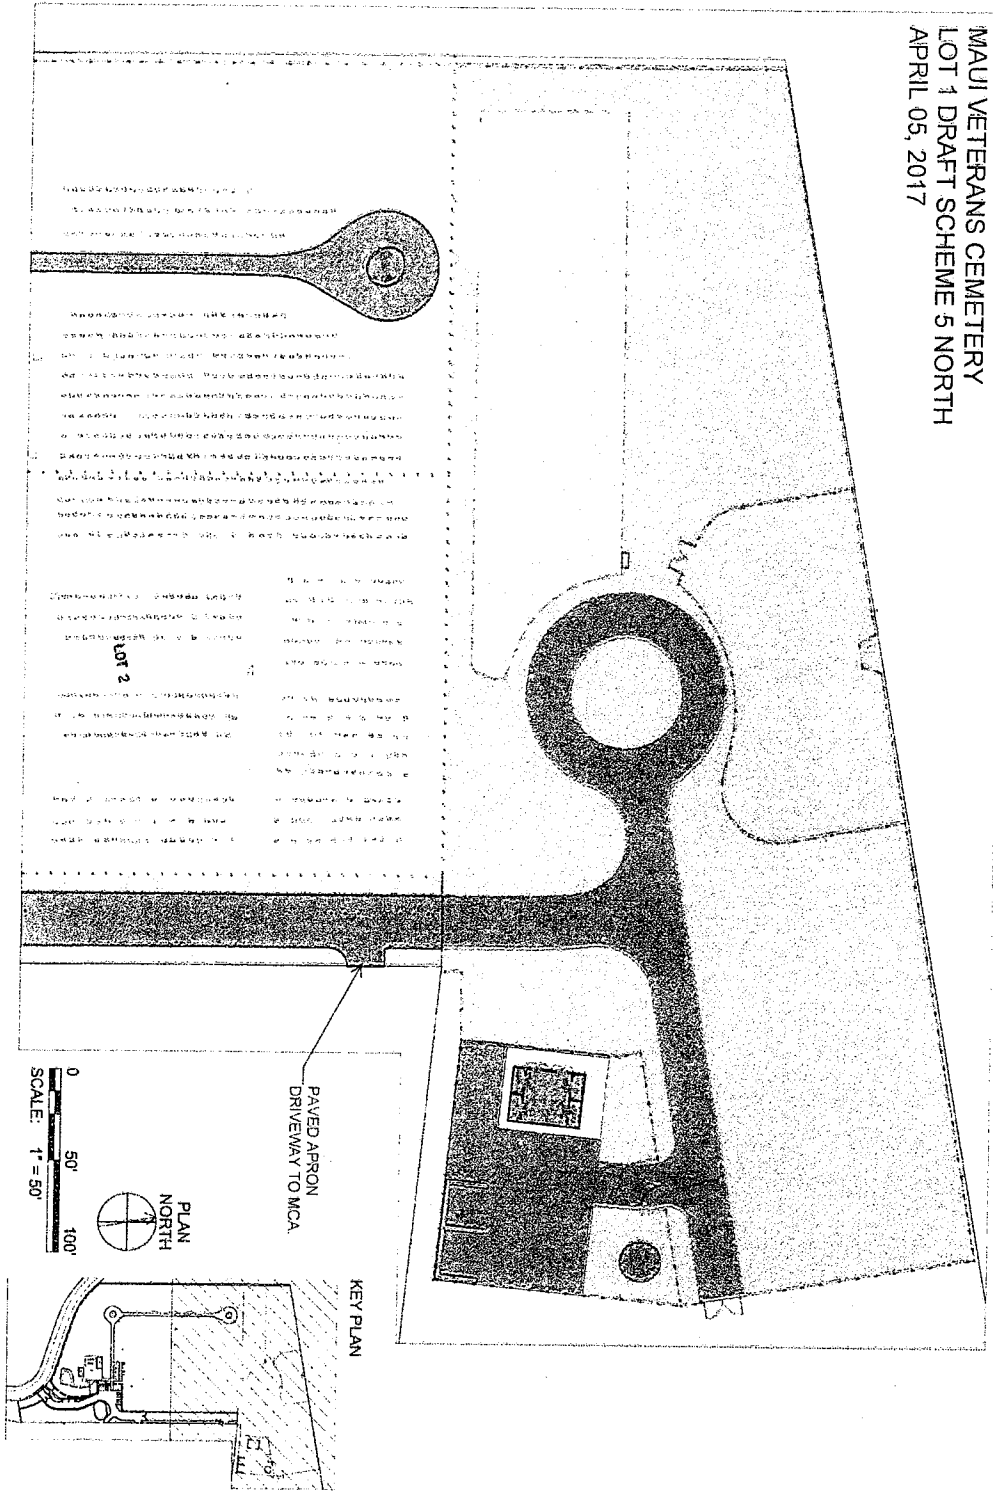 MAUI VETERANS CEMETERY
LOT 1 DRAFT SCHEME 5 NORTH
APRIL 05, 2017
LOT 2
PAVED APRON
DRIVEWAY TO MCA
0 50' 100'
SCALE: 1" = 50'
PLAN
NORTH
KEY PLAN